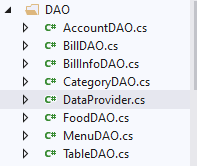 DAO
C# AccountDAO.cs
C# BillDAO.cs
C# BillInfoDAO.cs
C# CategoryDAO.cs
C# DataProvider.cs
C# FoodDAO.cs
C# MenuDAO.cs
C# TableDAO.cs